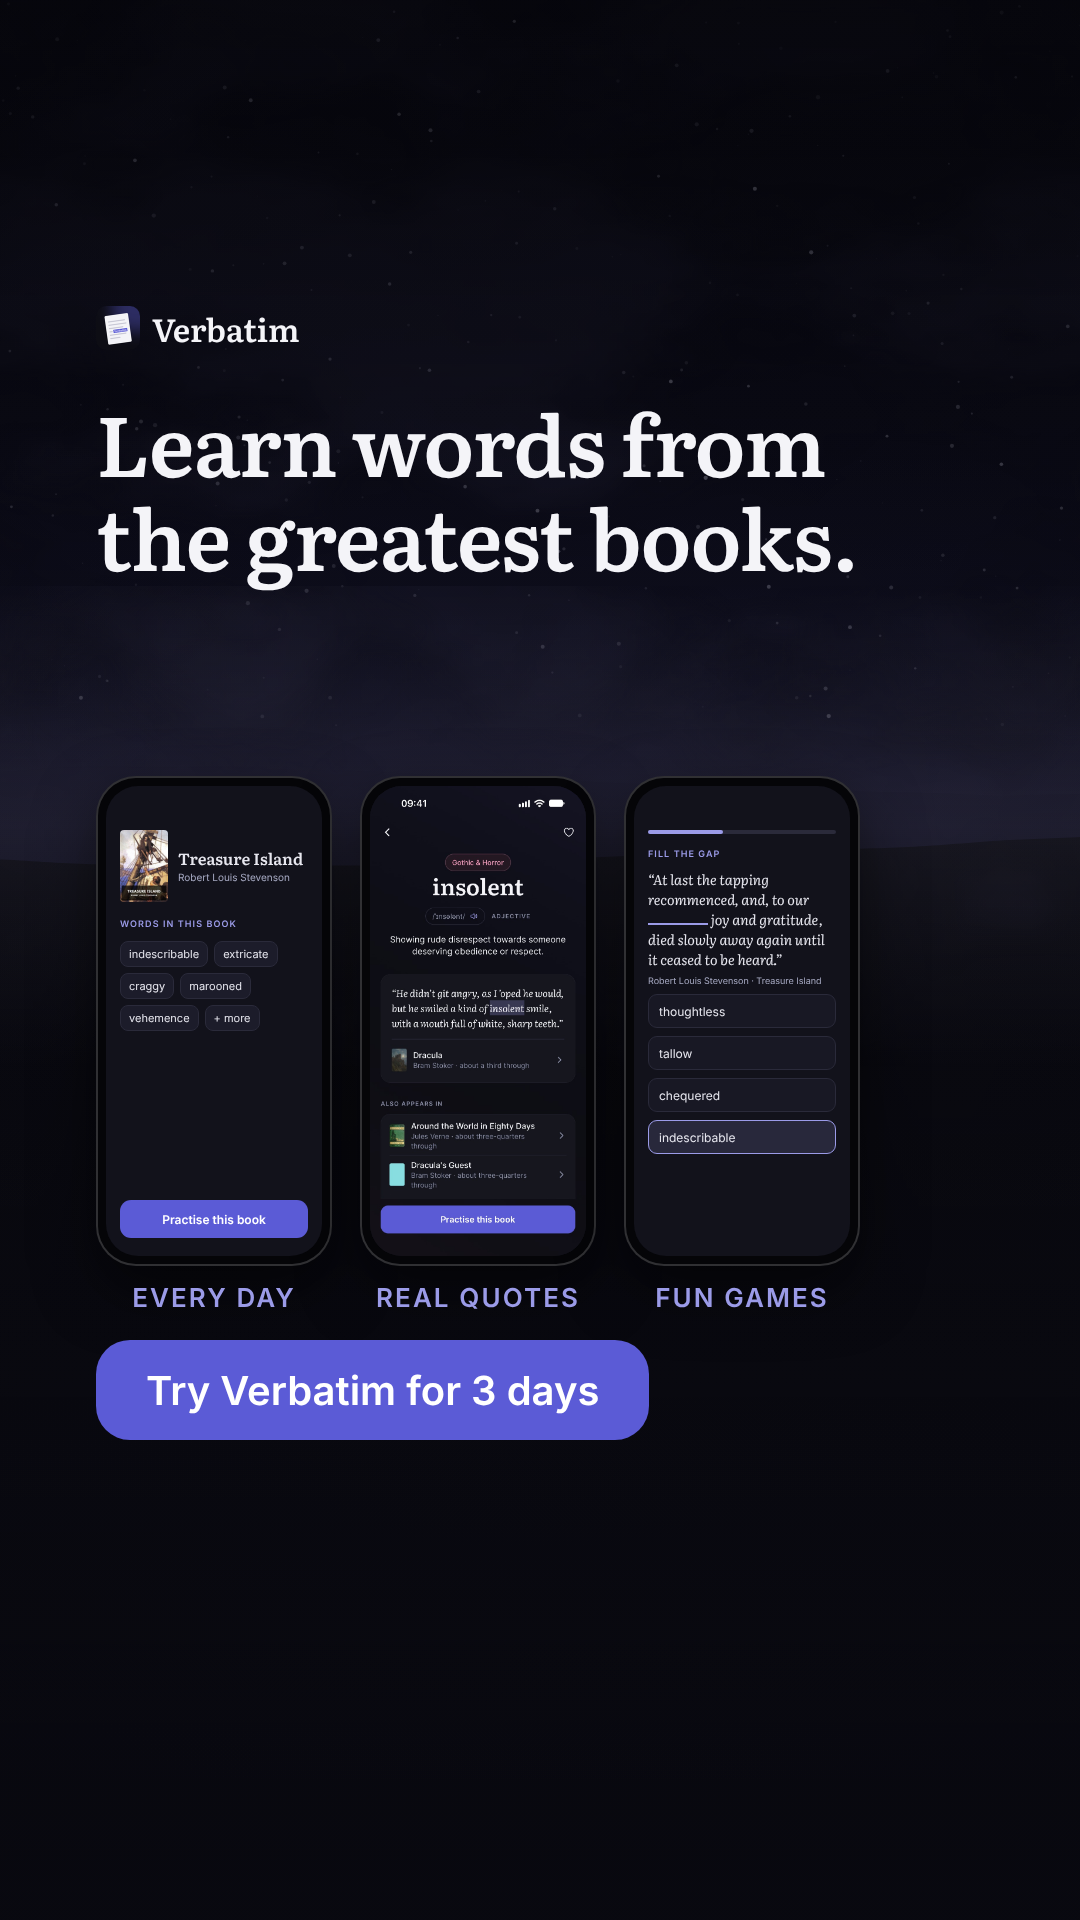 Verbatim
Learn words from
the greatest books.
TREASURE ISLAND
Treasure Island
Robert Louis Stevenson
WORDS IN THIS BOOK
indescribable
extricate
craggy
marooned
vehemence
+ more
Practise this book
EVERY DAY
09:41
Gothic & Horror
insolent
/ˈɪnsələnt/
ADJECTIVE
Showing rude disrespect towards someone
deserving obedience or respect.
“He didn’t git angry, as I ’oped he would,
but he smiled a kind of insolent smile,
with a mouth full of white, sharp teeth.”
Dracula
Bram Stoker · about a third through
ALSO APPEARS IN
Around the World in Eighty Days
Jules Verne · about three-quarters
through
Dracula's Guest
Bram Stoker · about three-quarters
through
Practise this book
REAL QUOTES
FILL THE GAP
“At last the tapping
recommenced, and, to our
joy and gratitude,
died slowly away again until
it ceased to be heard.”
Robert Louis Stevenson · Treasure Island
thoughtless
tallow
chequered
indescribable
FUN GAMES
Try Verbatim for 3 days